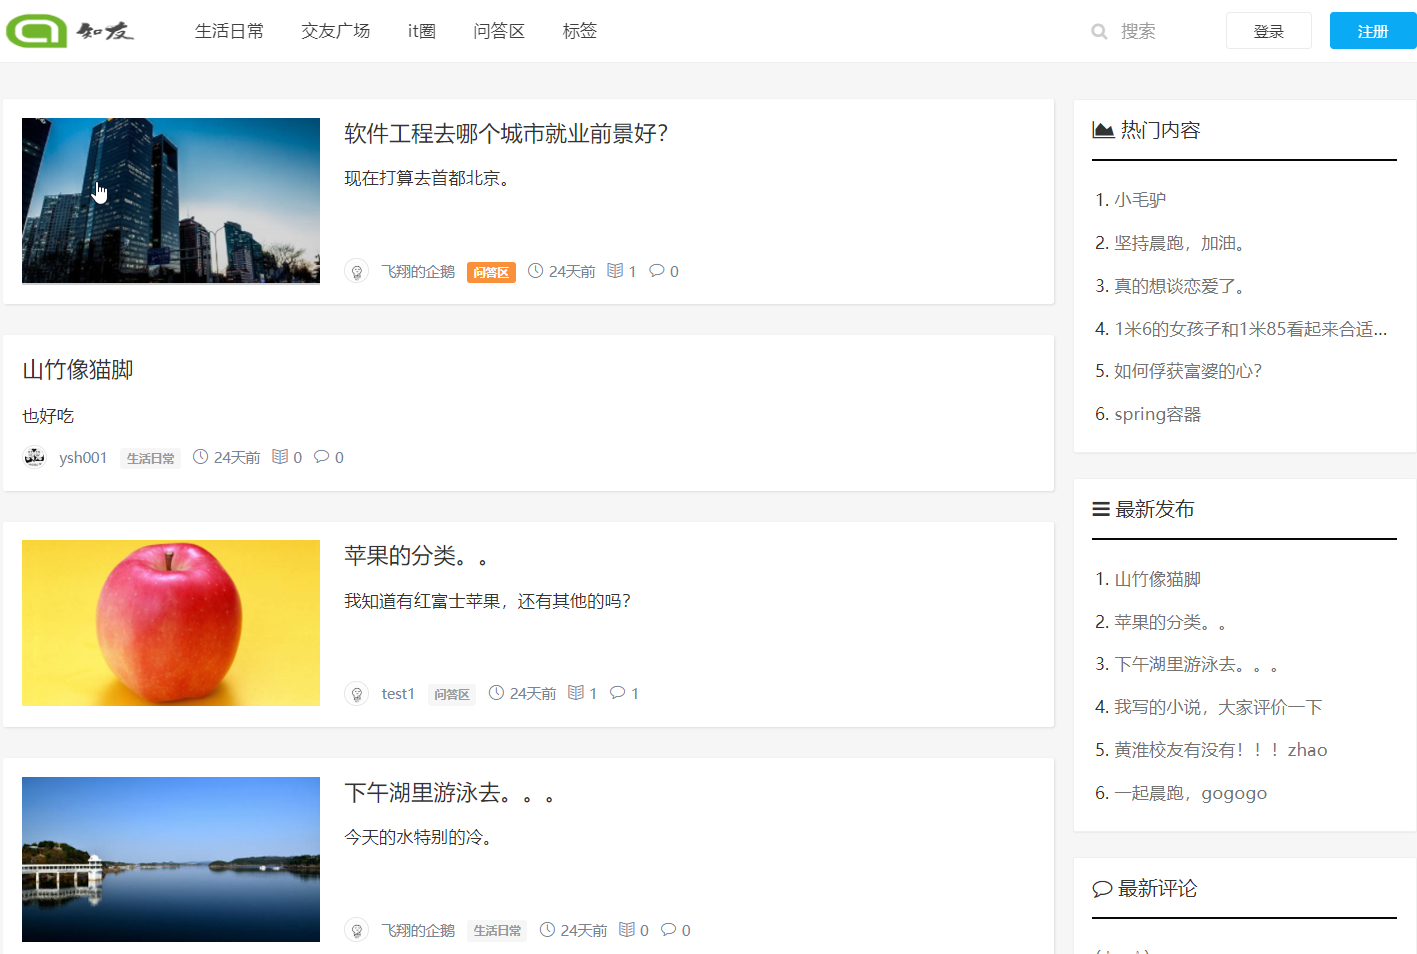 知友
生活日常 交友广场 it圈 问答区 标签
搜索
登录
注册
软件工程去哪个城市就业前景好?
现在打算去首都北京。
飞翔的企鹅 问答区 24天前 1 0
山竹像猫脚
也好吃
ysh001 生活日常 24天前 0 0
苹果的分类。。
我知道有红富士苹果，还有其他的吗?
test1 问答区 24天前 1 1
下午湖里游泳去。。。
今天的水特别的冷。
飞翔的企鹅 生活日常 24天前 0 0
热门内容
1. 小毛驴
2. 坚持晨跑，加油。
3. 真的想谈恋爱了。
4. 1米6的女孩子和1米85看起来合适...
5. 如何俘获富婆的心?
6. spring容器
最新发布
1. 山竹像猫脚
2. 苹果的分类。。
3. 下午湖里游泳去。。。
4. 我写的小说，大家评价一下
5. 黄淮校友有没有！！！zhao
6. 一起晨跑，gogogo
最新评论